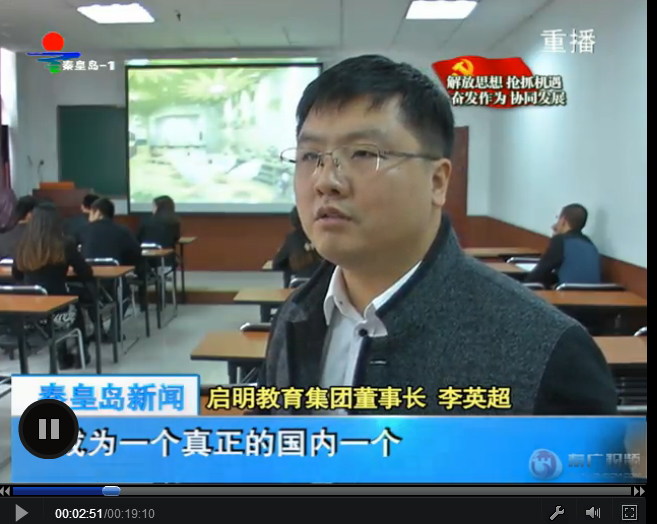 重播
秦皇岛-1
解放思想 抢抓机遇
奋发作为 协同发展
秦皇岛新闻
启明教育集团董事长 李英超
成为一个真正的国内一个
00:02:51/00:19:10